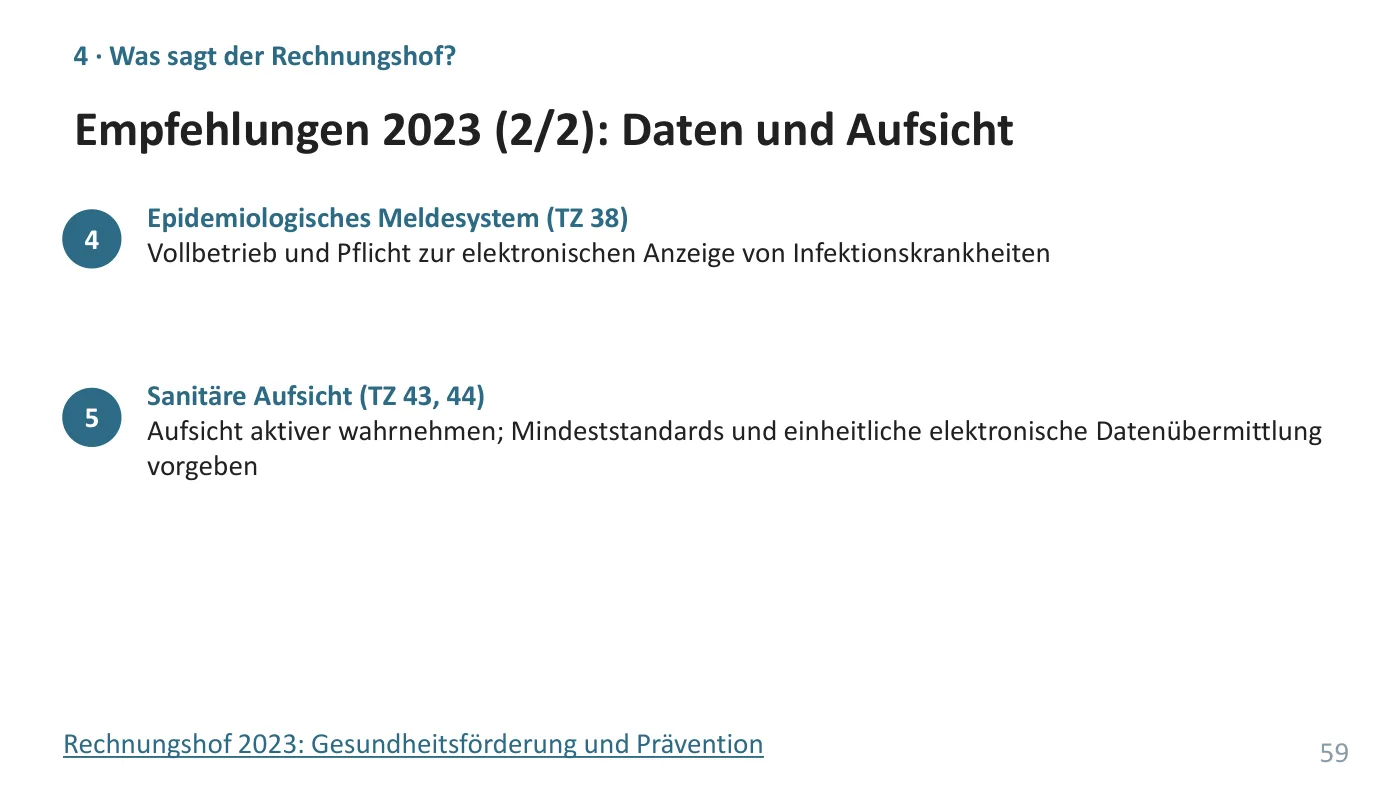 4 · Was sagt der Rechnungshof?
Empfehlungen 2023 (2/2): Daten und Aufsicht
4
Epidemiologisches Meldesystem (TZ 38)
Vollbetrieb und Pflicht zur elektronischen Anzeige von Infektionskrankheiten
5
Sanitäre Aufsicht (TZ 43, 44)
Aufsicht aktiver wahrnehmen; Mindeststandards und einheitliche elektronische Datenübermittlung
vorgeben
Rechnungshof 2023: Gesundheitsförderung und Prävention
59